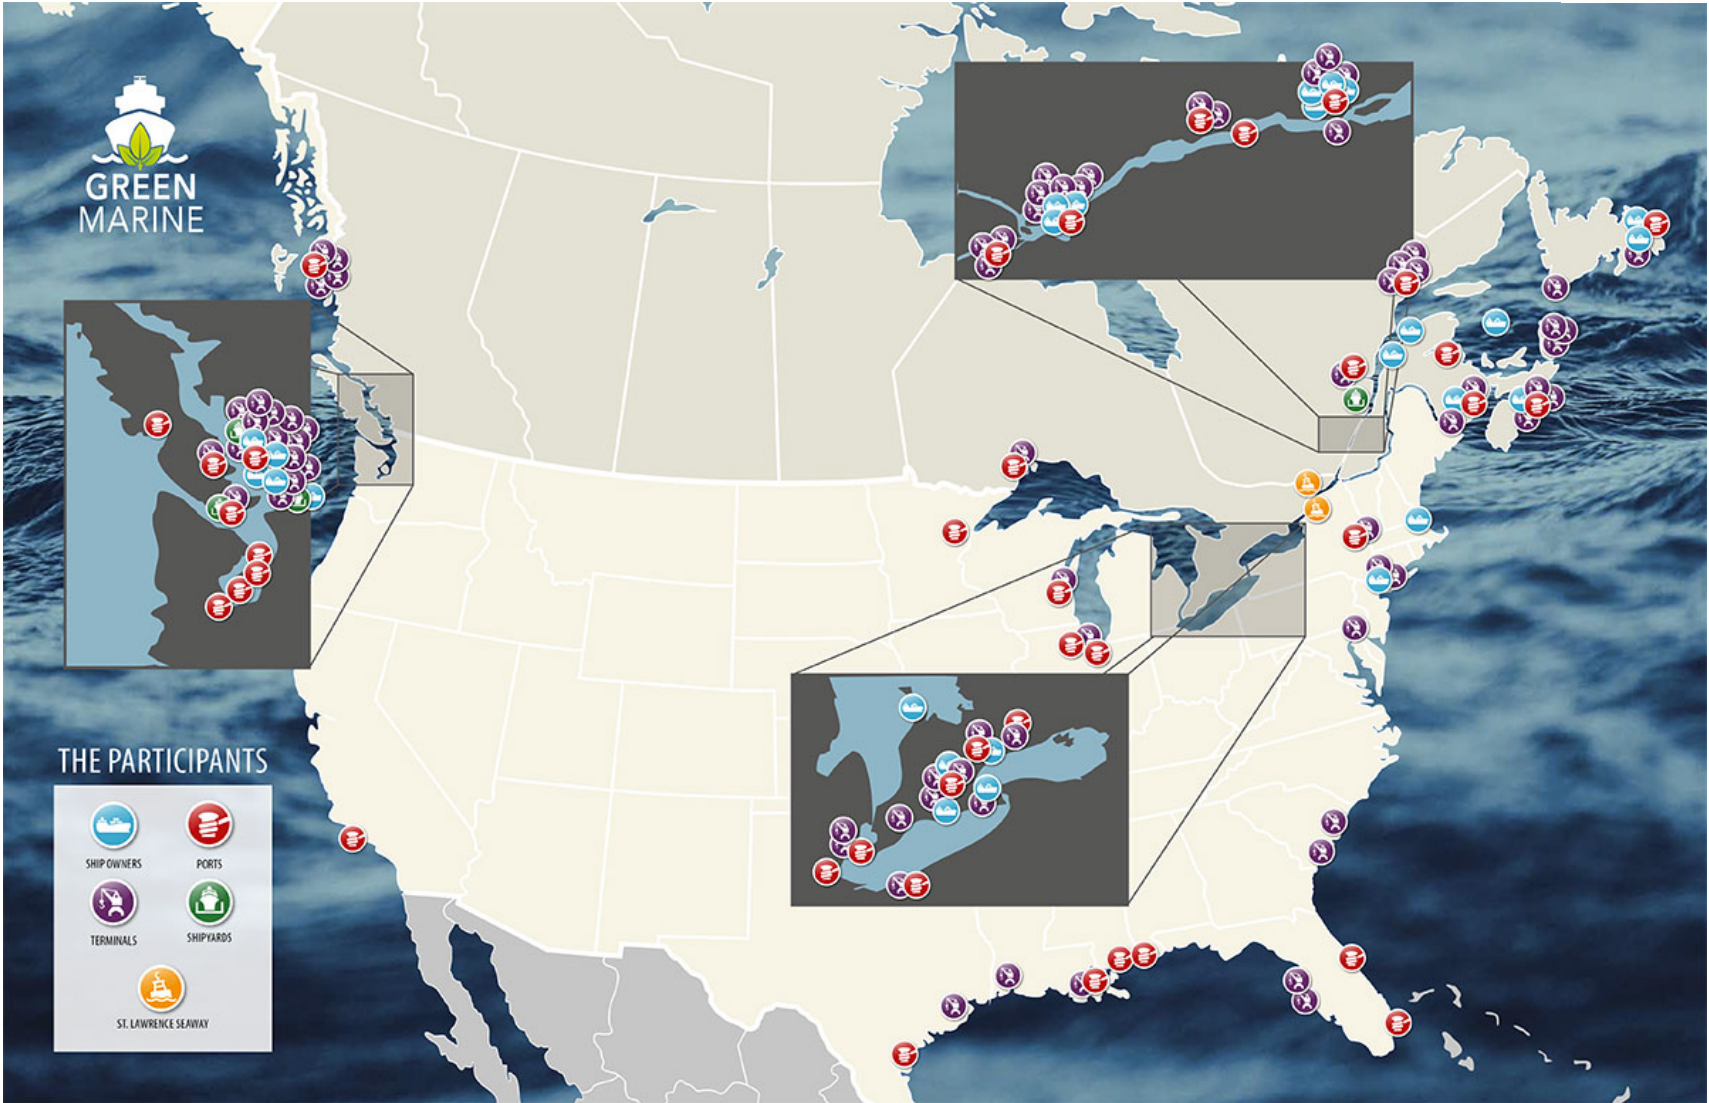 GREEN
MARINE
THE PARTICIPANTS
SHIP OWNERS
PORTS
TERMINALS
SHIPYARDS
ST. LAWRENCE SEAWAY